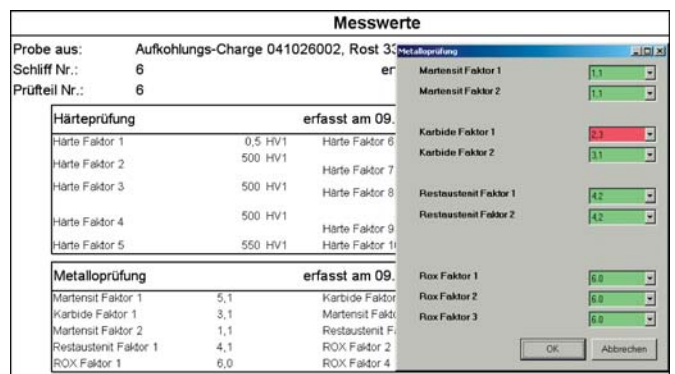 Messwerte
Probe aus: Aufkohlungs-Charge 041026002, Rost 33
Schliff Nr.: 6 er
Prüfteil Nr.: 6
Härteprüfung erfasst am 09.
Härte Faktor 1 0,5 HV1 Härte Faktor 6
Härte Faktor 2 500 HV1 Härte Faktor 7
Härte Faktor 3 500 HV1 Härte Faktor 8
Härte Faktor 4 500 HV1 Härte Faktor 9
Härte Faktor 5 550 HV1 Härte Faktor 1
Metalloprüfung erfasst am 09.
Martensit Faktor 1 5,1 Karbide Faktor
Karbide Faktor 1 3,1 Martensit Fakt
Martensit Faktor 2 1,1 Restaustenit F
Restaustenit Faktor 1 4,1 ROX Faktor 2
ROX Faktor 1 6,0 ROX Faktor 4
Metalloprüfung
Martensit Faktor 1 1,1
Martensit Faktor 2 1,1
Karbide Faktor 1 2,3
Karbide Faktor 2 3,1
Restaustenit Faktor 1 4,2
Restaustenit Faktor 2 4,2
Rox Faktor 1 6,0
Rox Faktor 2 6,0
Rox Faktor 3 6,0
OK Abbrechen